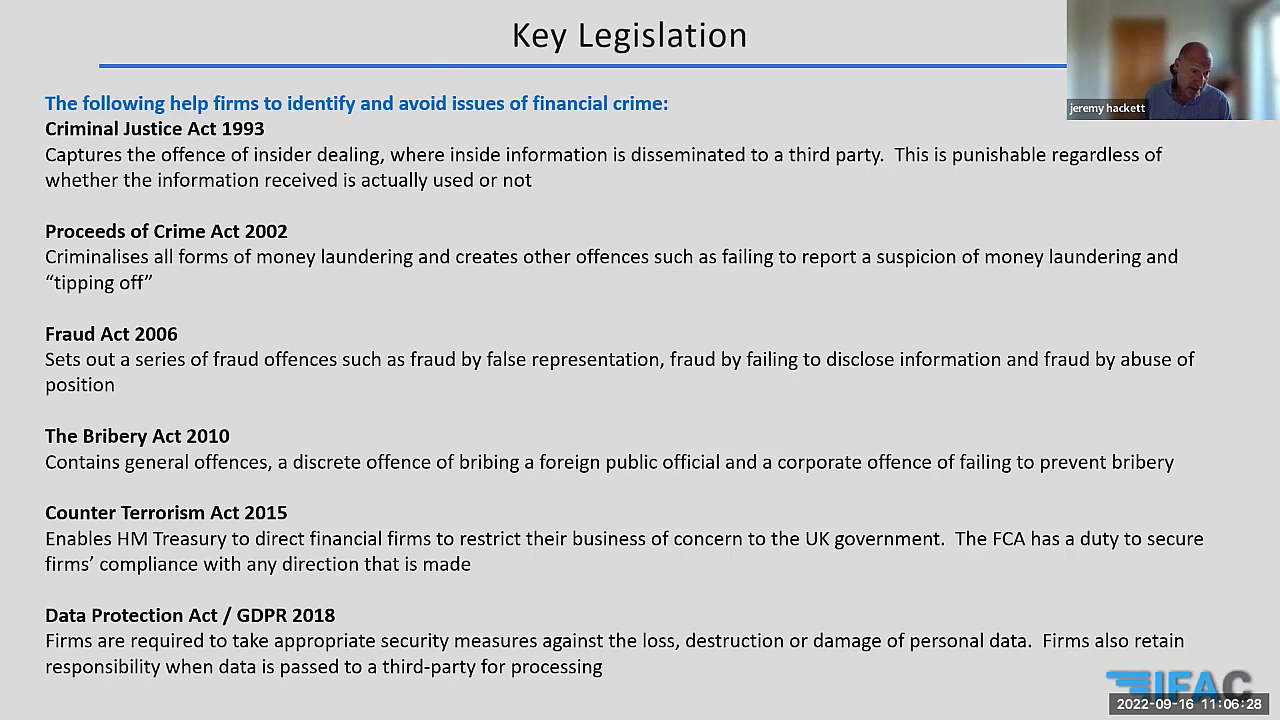 Key Legislation
jeremy hackett
The following help firms to identify and avoid issues of financial crime:
Criminal Justice Act 1993
Captures the offence of insider dealing, where inside information is disseminated to a third party.  This is punishable regardless of
whether the information received is actually used or not
Proceeds of Crime Act 2002
Criminalises all forms of money laundering and creates other offences such as failing to report a suspicion of money laundering and
“tipping off”
Fraud Act 2006
Sets out a series of fraud offences such as fraud by false representation, fraud by failing to disclose information and fraud by abuse of
position
The Bribery Act 2010
Contains general offences, a discrete offence of bribing a foreign public official and a corporate offence of failing to prevent bribery
Counter Terrorism Act 2015
Enables HM Treasury to direct financial firms to restrict their business of concern to the UK government.  The FCA has a duty to secure
firms’ compliance with any direction that is made
Data Protection Act / GDPR 2018
Firms are required to take appropriate security measures against the loss, destruction or damage of personal data.  Firms also retain
responsibility when data is passed to a third-party for processing
IFAC
2022-09-16 11:06:28